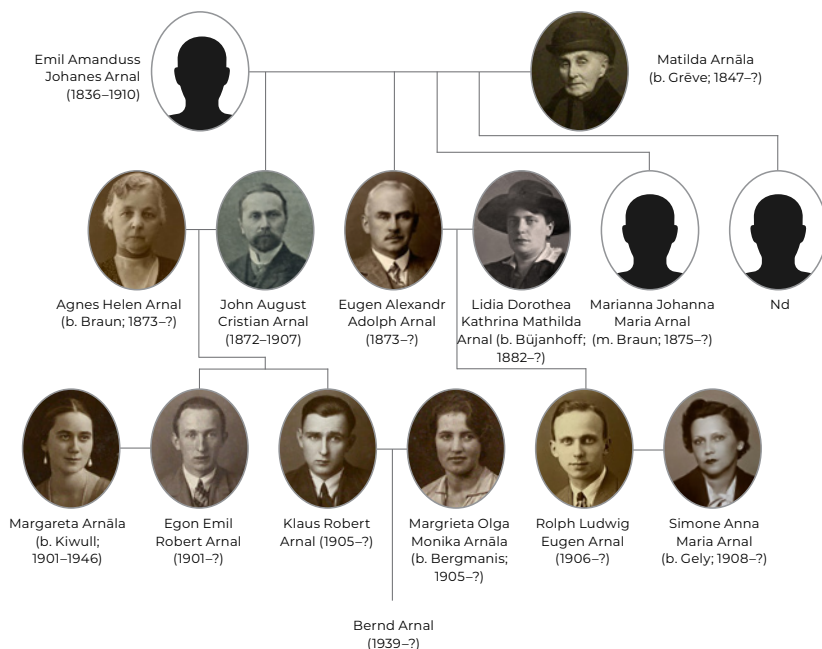 Emil Amanduss
Johanes Arnal
(1836–1910)
Matilda Arnāla
(b. Grēve; 1847–?)
Agnes Helen Arnal
(b. Braun; 1873–?)
John August
Cristian Arnal
(1872–1907)
Eugen Alexandr
Adolph Arnal
(1873–?)
Lidia Dorothea
Kathrina Mathilda
Arnal (b. Büjanhoff;
1882–?)
Marianna Johanna
Maria Arnal
(m. Braun; 1875–?)
Nd
Margareta Arnāla
(b. Kiwull;
1901–1946)
Egon Emil
Robert Arnal
(1901–?)
Klaus Robert
Arnal (1905–?)
Margrieta Olga
Monika Arnāla
(b. Bergmanis;
1905–?)
Rolph Ludwig
Eugen Arnal
(1906–?)
Simone Anna
Maria Arnal
(b. Gely; 1908–?)
Bernd Arnal
(1939–?)